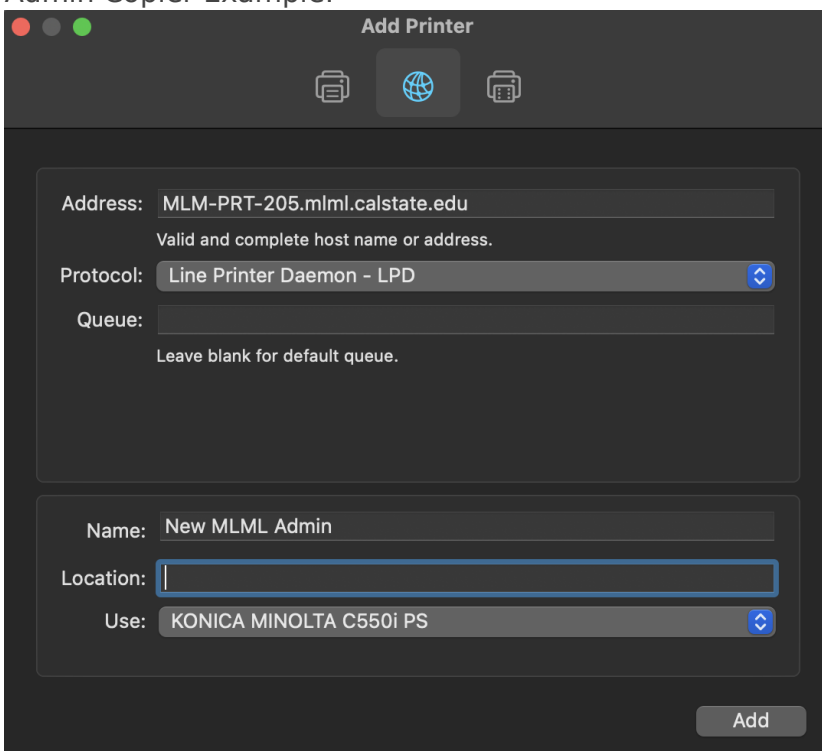 Admin Copier Example:
Add Printer
Address: MLM-PRT-205.mlml.calstate.edu
Valid and complete host name or address.
Protocol: Line Printer Daemon - LPD
Queue:
Leave blank for default queue.
Name: New MLML Admin
Location:
Use: KONICA MINOLTA C550i PS
Add